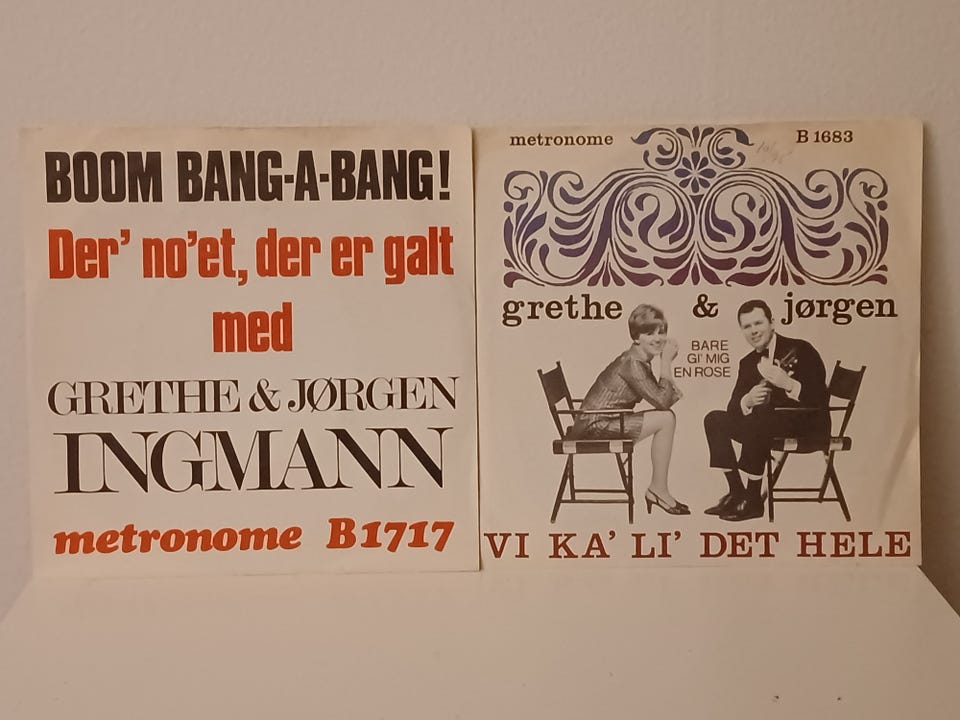 BOOM BANG-A-BANG!
Der' no'et, der er galt
med
GRETHE & JØRGEN
INGMANN
metronome B1717
metronome B 1683
grethe & jørgen
BARE
GI' MIG
EN ROSE
VI KA' LI' DET HELE